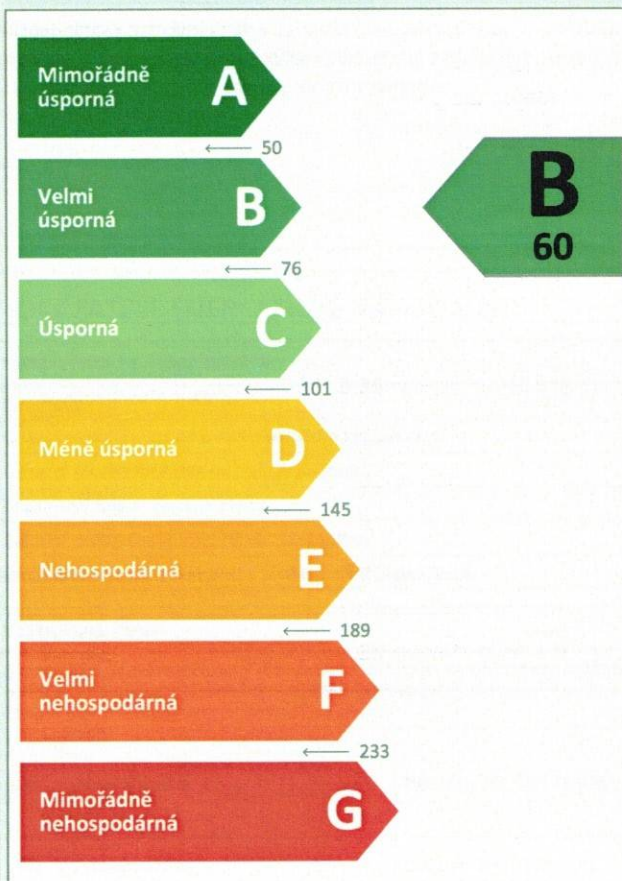 Mimořádně
úsporná
A
← 50
Velmi
úsporná
B
← 76
Úsporná
C
← 101
Méně úsporná
D
← 145
Nehospodárná
E
← 189
Velmi
nehospodárná
F
← 233
Mimořádně
nehospodárná
G
B
60